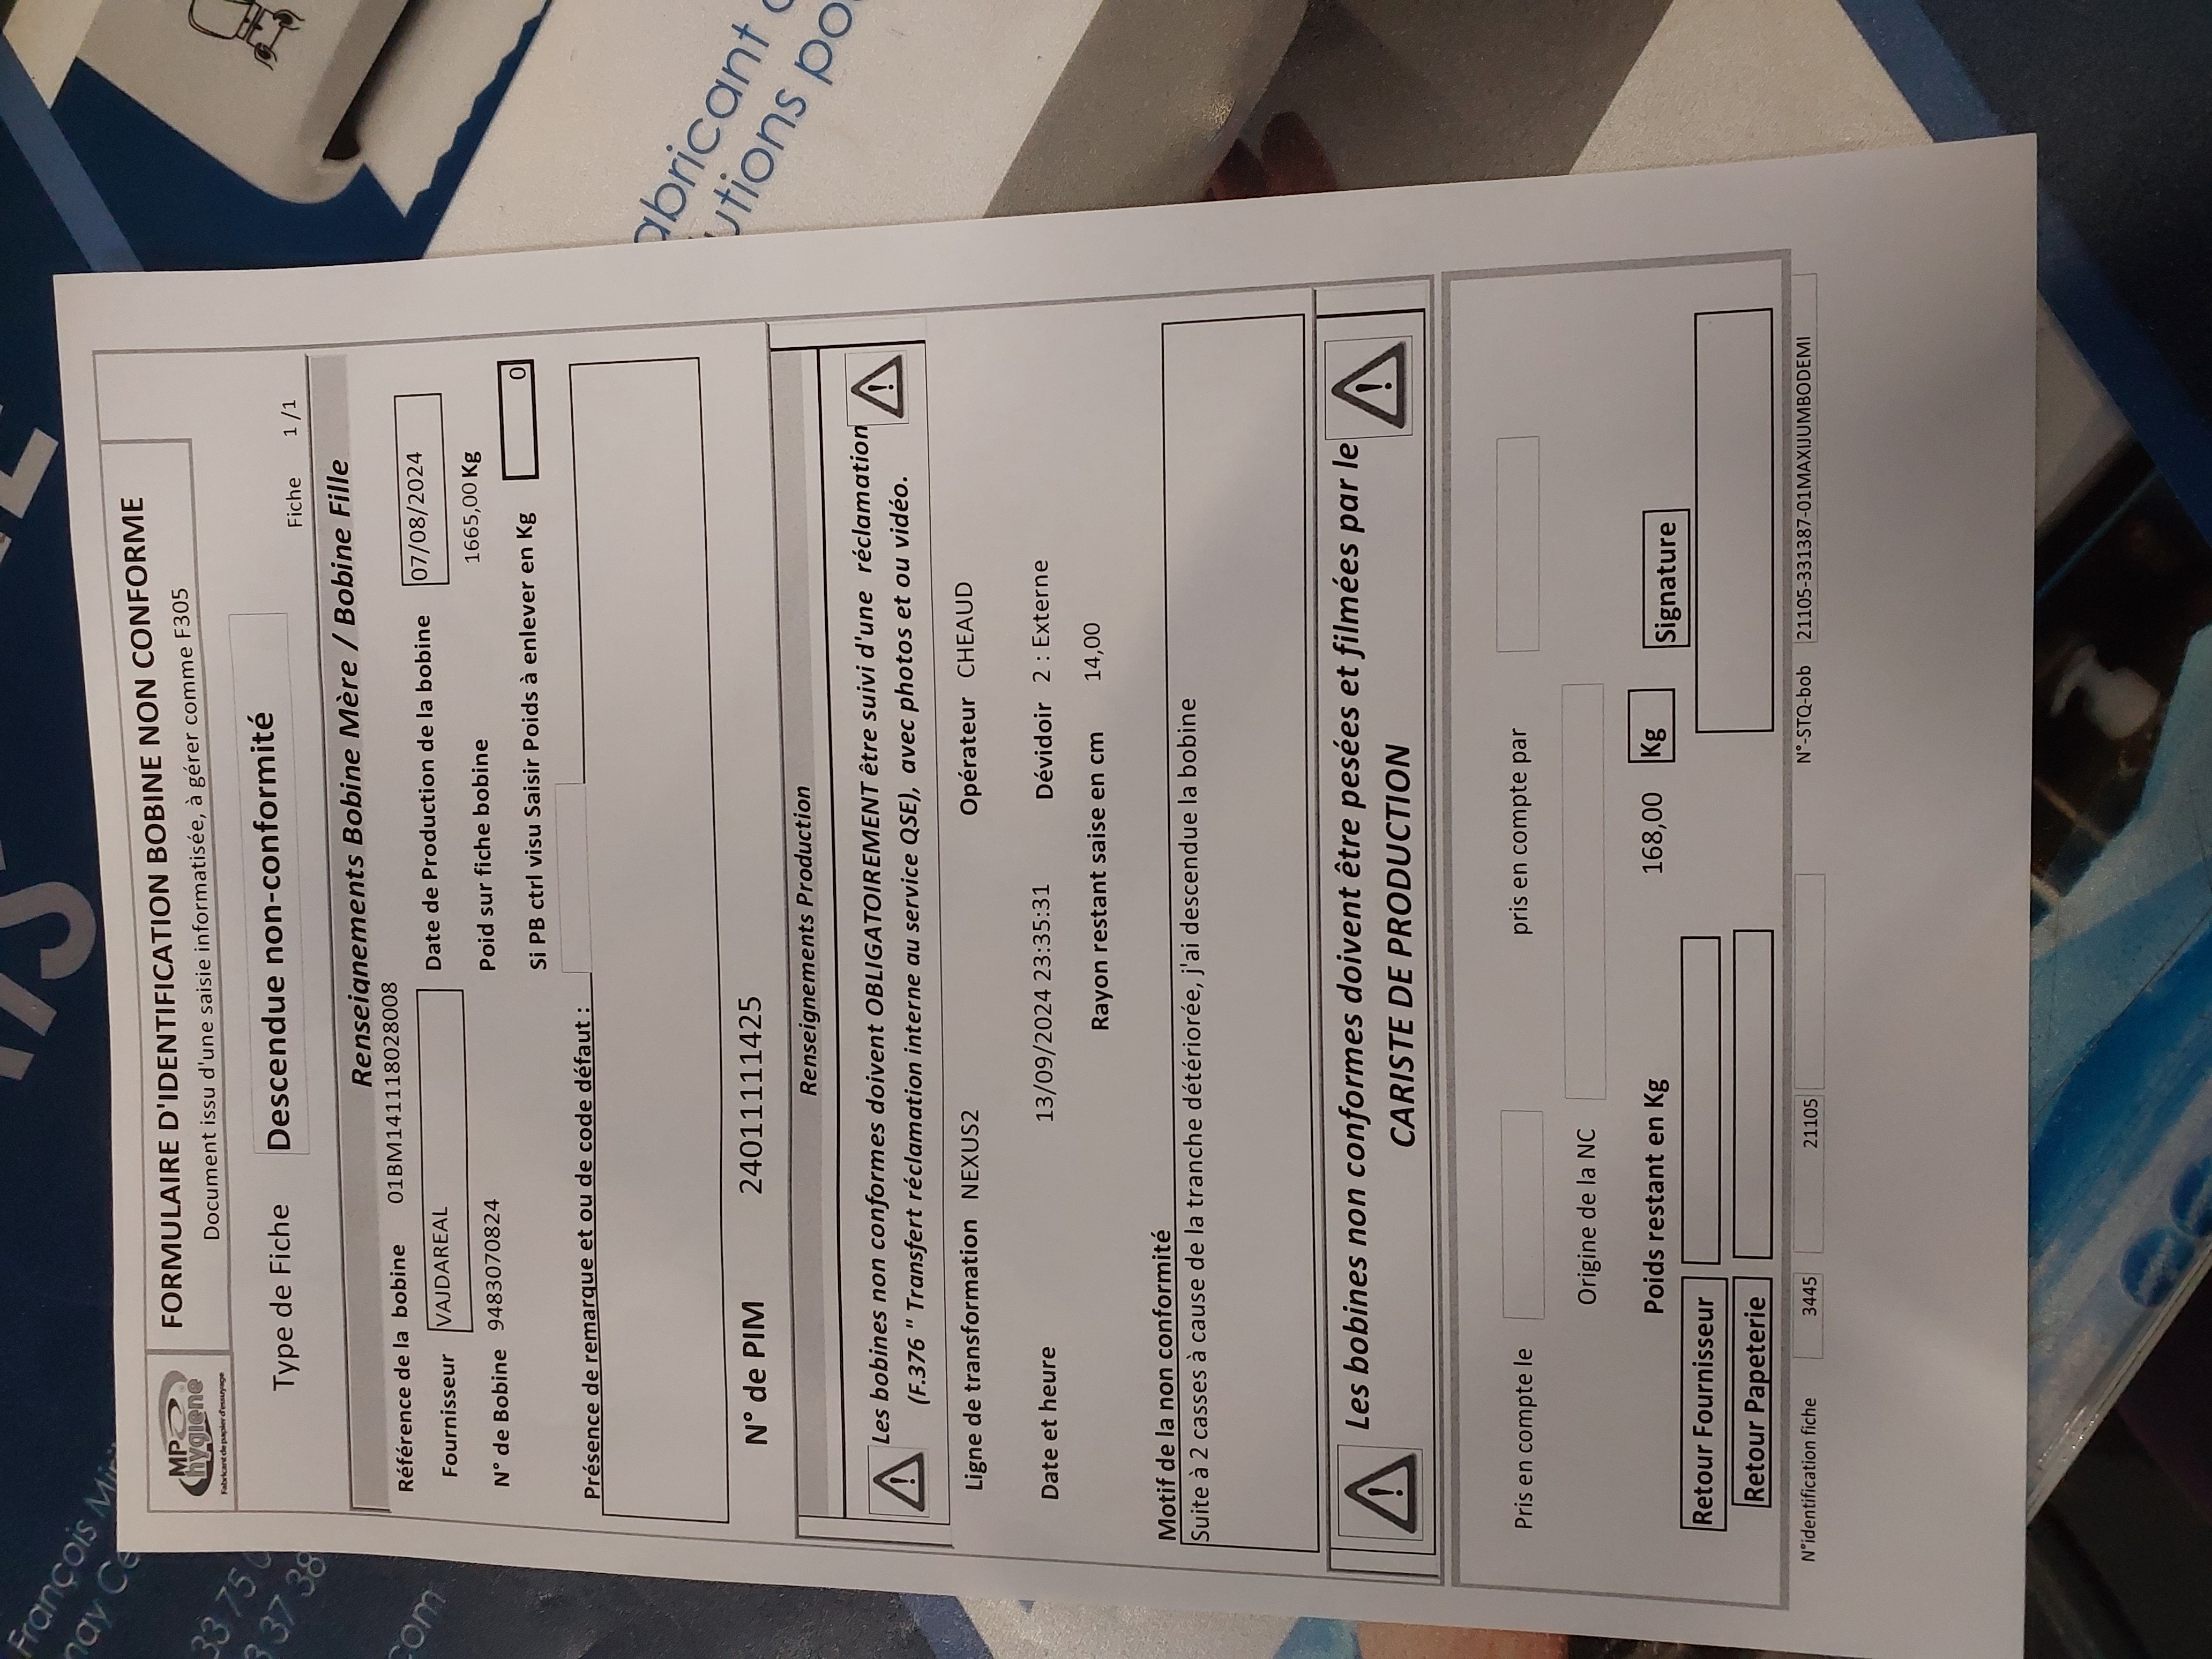 François
nay Ce
33 75 0
3 37 38
com
abricant
utions po
MP hygiene
Fabricant de papier d'essuyage
FORMULAIRE D'IDENTIFICATION BOBINE NON CONFORME
Document issu d'une saisie informatisée, à gérer comme F305
Type de Fiche Descendue non-conformité
Fiche 1 /1
Renseignements Bobine Mère / Bobine Fille
Référence de la bobine 01BM141118028008
Fournisseur VAJDAREAL Date de Production de la bobine 07/08/2024
N° de Bobine 9483070824 Poid sur fiche bobine 1665,00 Kg
Si PB ctrl visu Saisir Poids à enlever en Kg 0
Présence de remarque et ou de code défaut :
N° de PIM 24011111425
Renseignements Production
Les bobines non conformes doivent OBLIGATOIREMENT être suivi d'une réclamation
(F.376 " Transfert réclamation interne au service QSE), avec photos et ou vidéo.
Ligne de transformation NEXUS2 Opérateur CHEAUD
Date et heure 13/09/2024 23:35:31 Dévidoir 2 : Externe
Rayon restant saise en cm 14,00
Motif de la non conformité
Suite à 2 casses à cause de la tranche détériorée, j'ai descendue la bobine
Les bobines non conformes doivent être pesées et filmées par le
CARISTE DE PRODUCTION
Pris en compte le pris en compte par
Origine de la NC
Poids restant en Kg 168,00 Kg Signature
Retour Fournisseur
Retour Papeterie
N°identification fiche 3445 21105 N°-STQ-bob 21105-331387-01MAXIJUMBODEMI